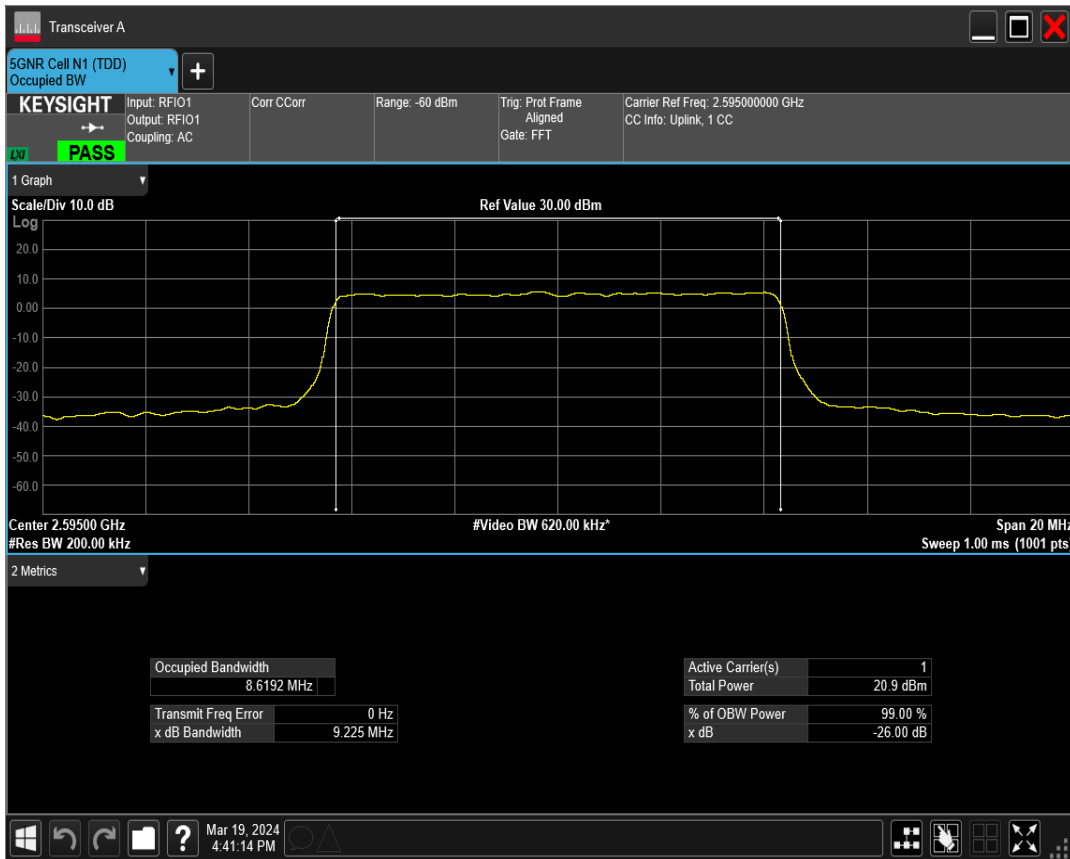 Transceiver A
5GNR Cell N1 (TDD)
Occupied BW
+
KEYSIGHT
LXI
PASS
Input: RFIO1
Output: RFIO1
Coupling: AC
Corr CCorr
Range: -60 dBm
Trig: Prot Frame
Aligned
Gate: FFT
Carrier Ref Freq: 2.595000000 GHz
CC Info: Uplink, 1 CC
1 Graph
Scale/Div 10.0 dB
Ref Value 30.00 dBm
Log
20.0
10.0
0.00
-10.0
-20.0
-30.0
-40.0
-50.0
-60.0
Center 2.59500 GHz
#Video BW 620.00 kHz*
Span 20 MHz
#Res BW 200.00 kHz
Sweep 1.00 ms (1001 pts)
2 Metrics
Occupied Bandwidth
8.6192 MHz
Transmit Freq Error 0 Hz
x dB Bandwidth 9.225 MHz
Active Carrier(s) 1
Total Power 20.9 dBm
% of OBW Power 99.00 %
x dB -26.00 dB
?
Mar 19, 2024
4:41:14 PM